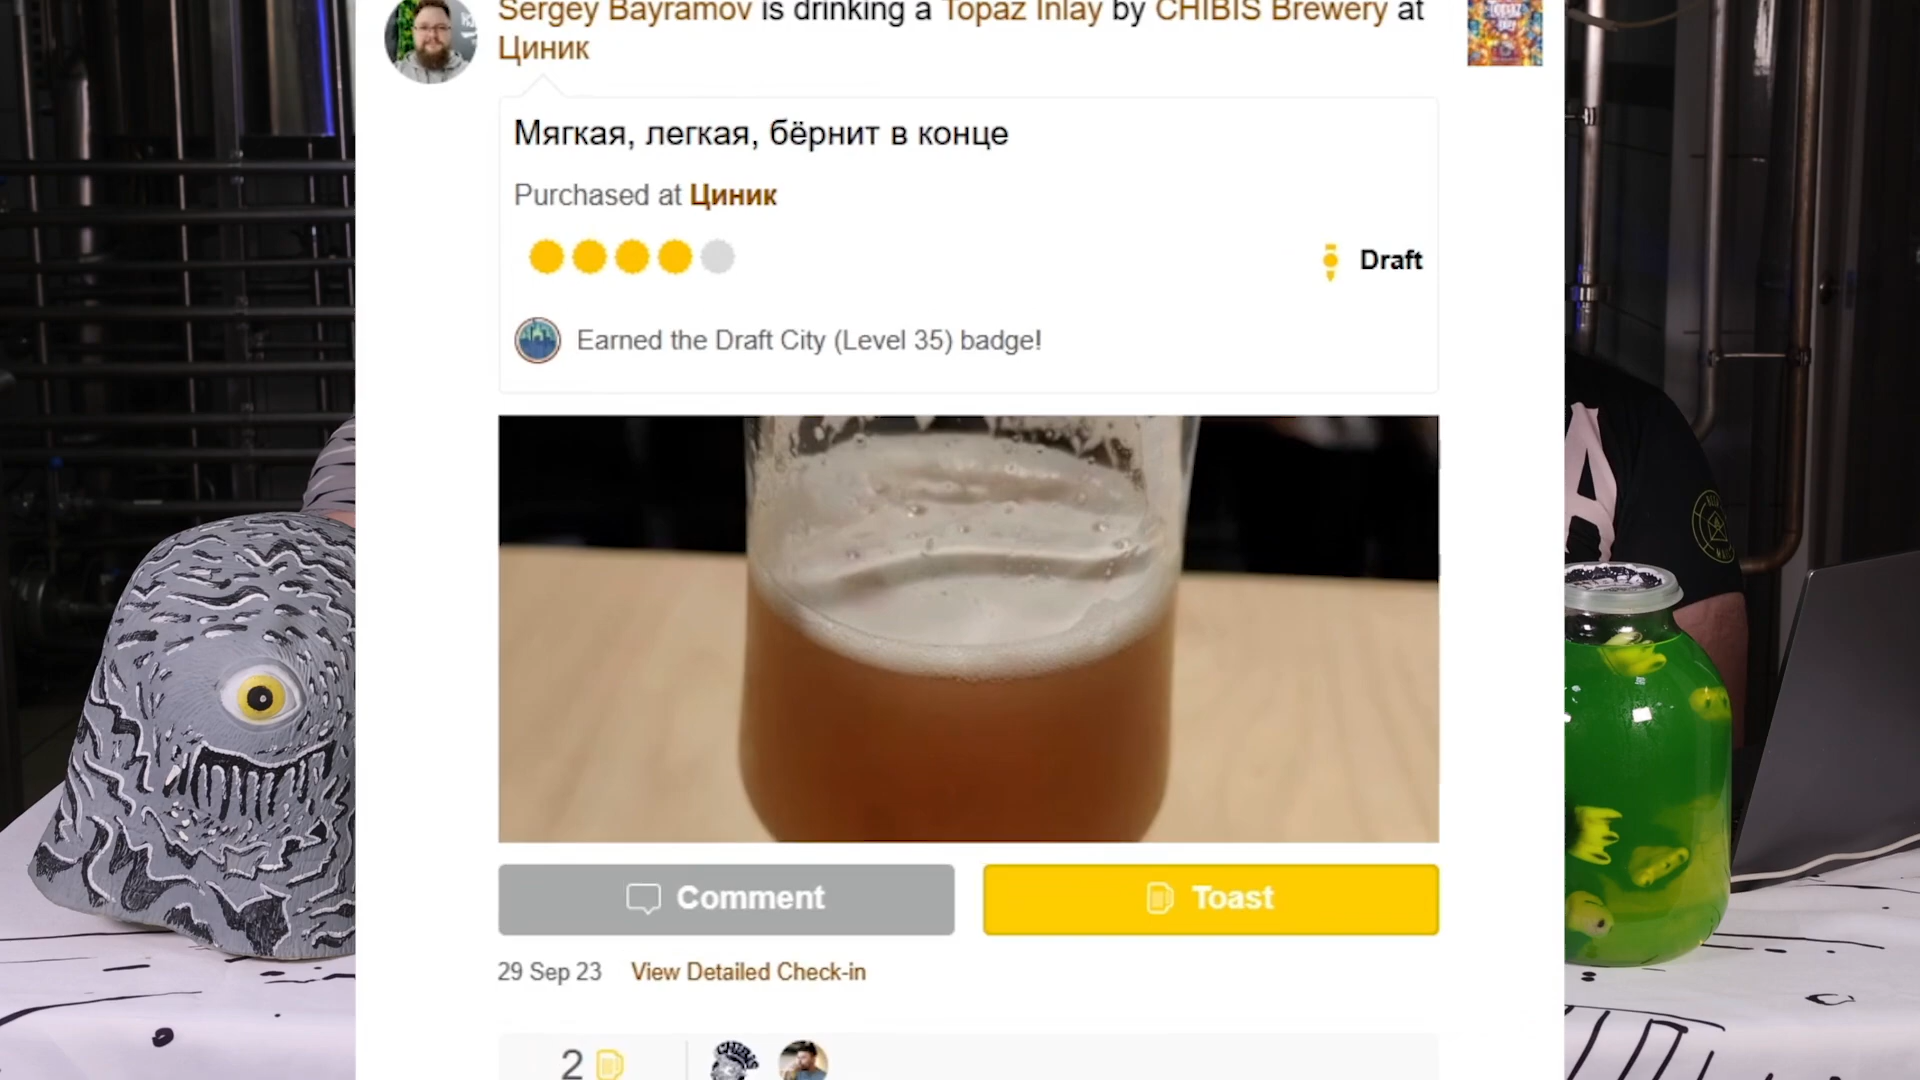 Sergey Bayramov is drinking a Topaz Inlay by CHIBIS Brewery at
Циник
Мягкая, легкая, бёрнит в конце
Purchased at Циник
Draft
Earned the Draft City (Level 35) badge!
Comment
Toast
29 Sep 23 View Detailed Check-in
2
CHIBIS